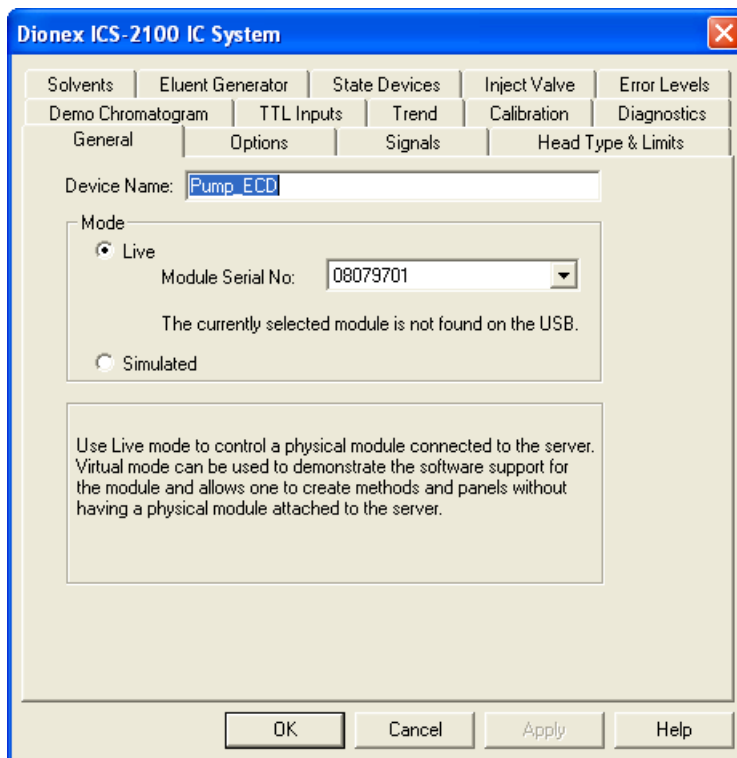 Dionex ICS-2100 IC System
Solvents Eluent Generator State Devices Inject Valve Error Levels
Demo Chromatogram TTL Inputs Trend Calibration Diagnostics
General Options Signals Head Type & Limits
Device Name: Pump_ECD
Mode
Live
Module Serial No: 08079701
The currently selected module is not found on the USB.
Simulated
Use Live mode to control a physical module connected to the server.
Virtual mode can be used to demonstrate the software support for
the module and allows one to create methods and panels without
having a physical module attached to the server.
OK Cancel Apply Help